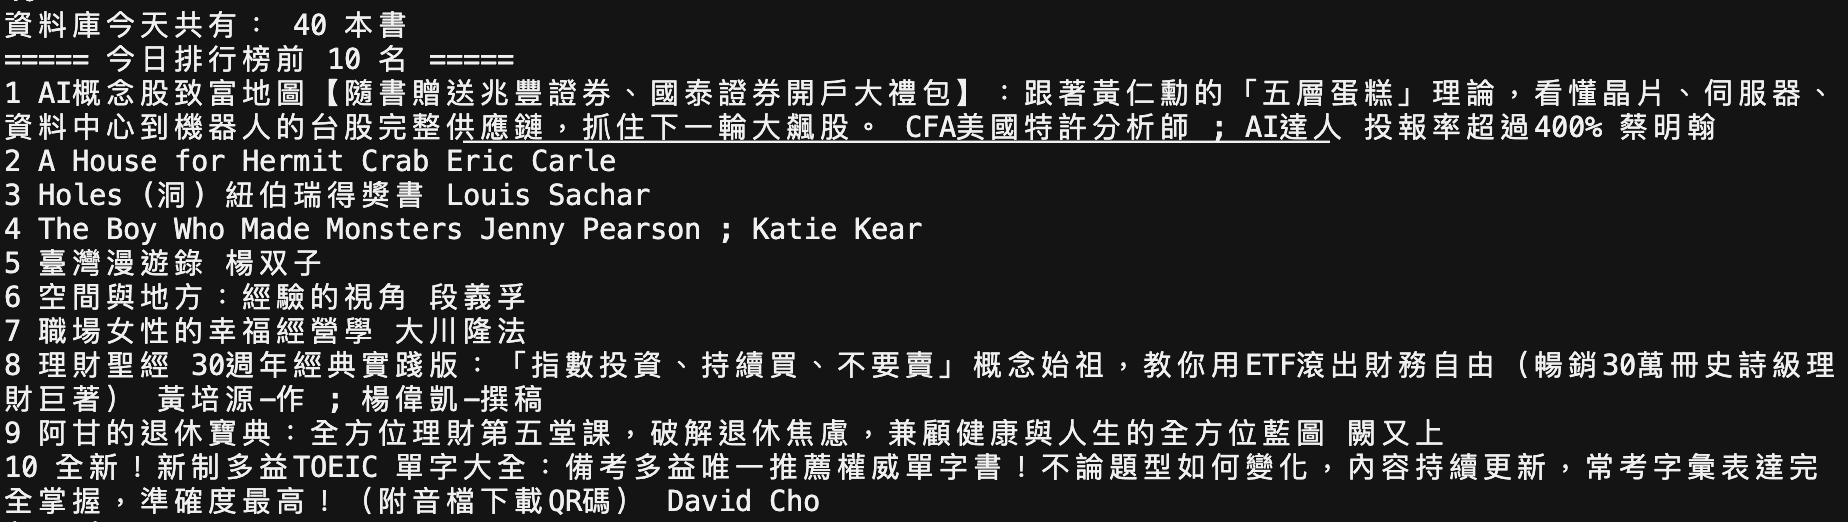 資料庫今天共有： 40 本書
===== 今日排行榜前 10 名 =====
1 AI概念股致富地圖【隨書贈送兆豐證券、國泰證券開戶大禮包】：跟著黃仁勳的「五層蛋糕」理論，看懂晶片、伺服器、
資料中心到機器人的台股完整供應鏈，抓住下一輪大飆股。 CFA美國特許分析師 ; AI達人 投報率超過400% 蔡明翰
2 A House for Hermit Crab Eric Carle
3 Holes (洞) 紐伯瑞得獎書 Louis Sachar
4 The Boy Who Made Monsters Jenny Pearson ; Katie Kear
5 臺灣漫遊錄 楊双子
6 空間與地方：經驗的視角 段義孚
7 職場女性的幸福經營學 大川隆法
8 理財聖經 30週年經典實踐版：「指數投資、持續買、不要賣」概念始祖，教你用ETF滾出財務自由（暢銷30萬冊史詩級理
財巨著） 黃培源—作 ; 楊偉凱—撰稿
9 阿甘的退休寶典：全方位理財第五堂課，破解退休焦慮，兼顧健康與人生的全方位藍圖 闕又上
10 全新！新制多益TOEIC 單字大全：備考多益唯一推薦權威單字書！不論題型如何變化，內容持續更新，常考字彙表達完
全掌握，準確度最高！（附音檔下載QR碼） David Cho